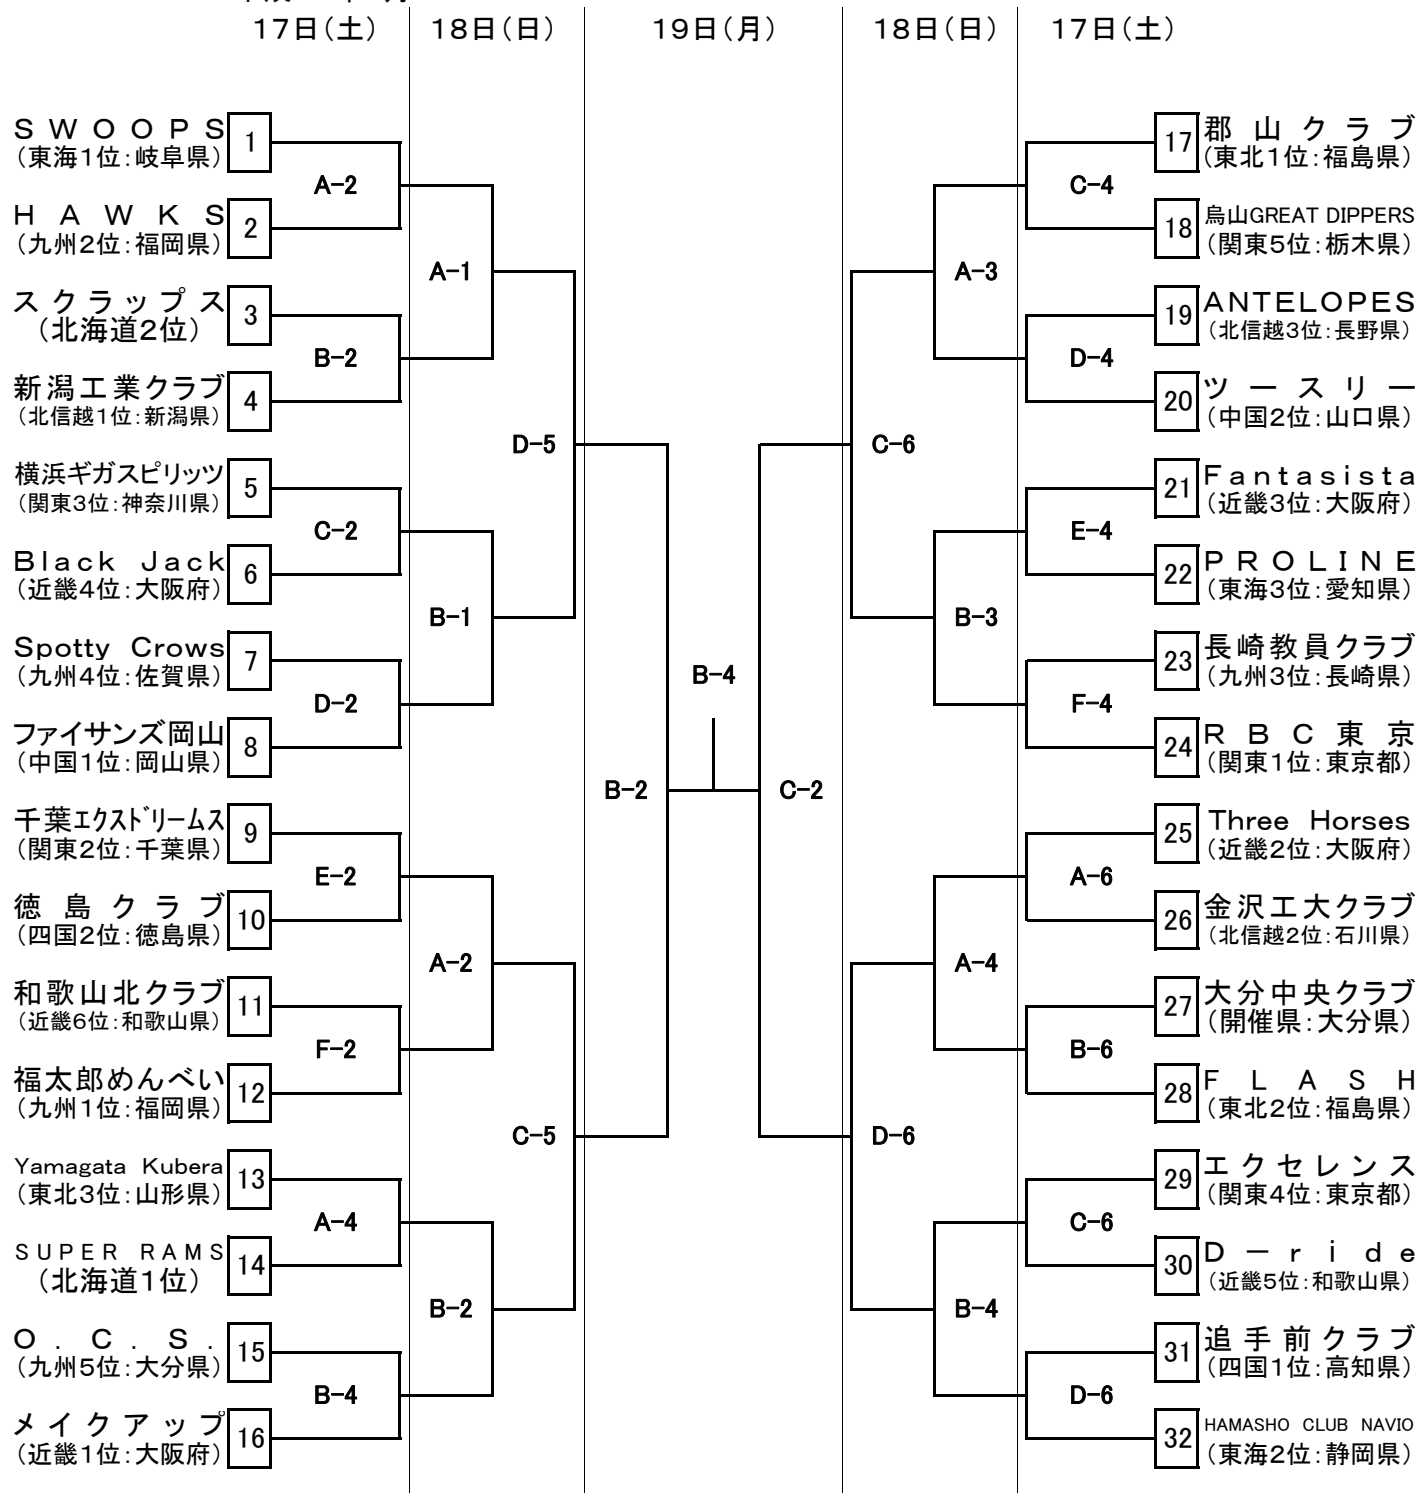 17日(土) 18日(日) 19日(月) 18日(日) 17日(土)
SWOOPS
(東海1位:岐阜県)
1
A-2
HAWKS
(九州2位:福岡県)
2
A-1
スクラップス
(北海道2位)
3
B-2
新潟工業クラブ
(北信越1位:新潟県)
4
D-5
横浜ギガスピリッツ
(関東3位:神奈川県)
5
C-2
Black Jack
(近畿4位:大阪府)
6
B-1
Spotty Crows
(九州4位:佐賀県)
7
D-2
ファイサンズ岡山
(中国1位:岡山県)
8
B-2
千葉エクストﾞリームス
(関東2位:千葉県)
9
E-2
徳島クラブ
(四国2位:徳島県)
10
A-2
和歌山北クラブ
(近畿6位:和歌山県)
11
F-2
福太郎めんべい
(九州1位:福岡県)
12
C-5
Yamagata Kubera
(東北3位:山形県)
13
A-4
SUPER RAMS
(北海道1位)
14
B-2
O.C.S.
(九州5位:大分県)
15
B-4
メイクアップ
(近畿1位:大阪府)
16
B-4
C-2
17
郡山クラブ
(東北1位:福島県)
C-4
18
烏山GREAT DIPPERS
(関東5位:栃木県)
A-3
19
ANTELOPES
(北信越3位:長野県)
D-4
20
ツースリー
(中国2位:山口県)
C-6
21
Fantasista
(近畿3位:大阪府)
E-4
22
PROLINE
(東海3位:愛知県)
B-3
23
長崎教員クラブ
(九州3位:長崎県)
F-4
24
RBC東京
(関東1位:東京都)
25
Three Horses
(近畿2位:大阪府)
A-6
26
金沢工大クラブ
(北信越2位:石川県)
A-4
27
大分中央クラブ
(開催県:大分県)
B-6
28
FLASH
(東北2位:福島県)
D-6
29
エクセレンス
(関東4位:東京都)
C-6
30
D-ride
(近畿5位:和歌山県)
B-4
31
追手前クラブ
(四国1位:高知県)
D-6
32
HAMASHO CLUB NAVIO
(東海2位:静岡県)